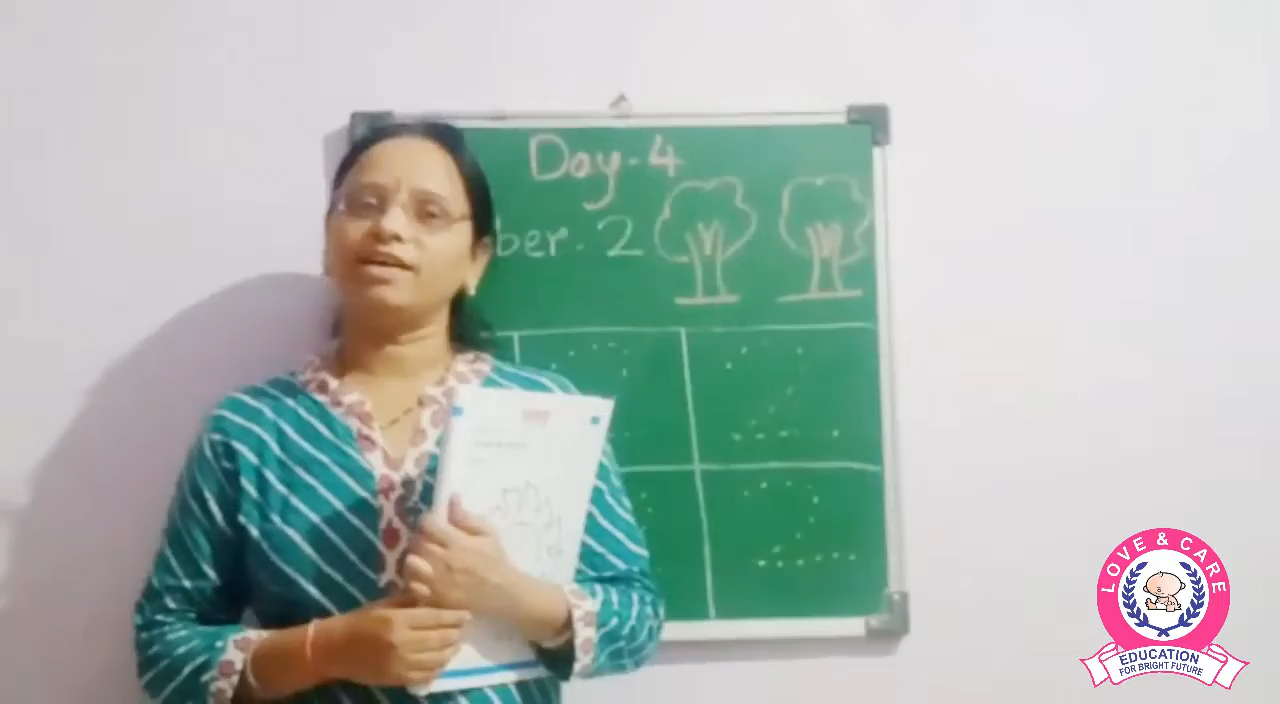 Day-4
ber-2
LOVE & CARE
EDUCATION
FOR BRIGHT FUTURE